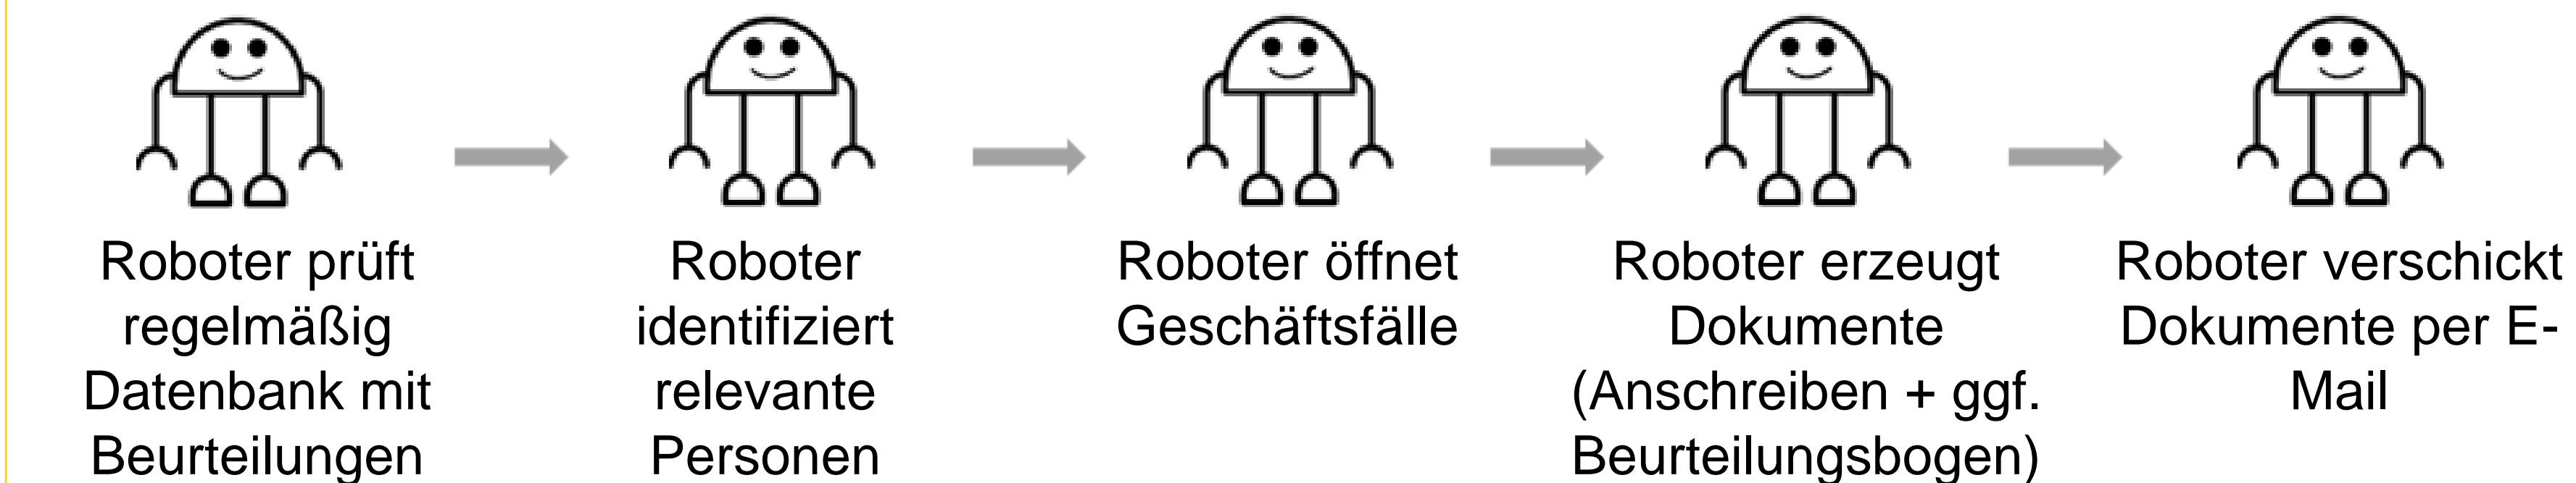 Roboter prüft
regelmäßig
Datenbank mit
Beurteilungen
Roboter
identifiziert
relevante
Personen
Roboter öffnet
Geschäftsfälle
Roboter erzeugt
Dokumente
(Anschreiben + ggf.
Beurteilungsbogen)
Roboter verschickt
Dokumente per E-
Mail